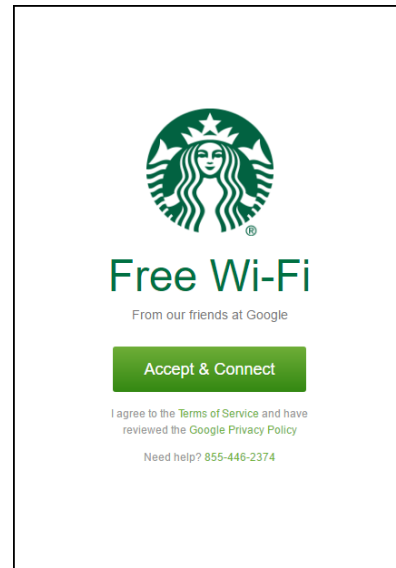 ®
Free Wi-Fi
From our friends at Google
Accept & Connect
I agree to the Terms of Service and have
reviewed the Google Privacy Policy
Need help? 855-446-2374